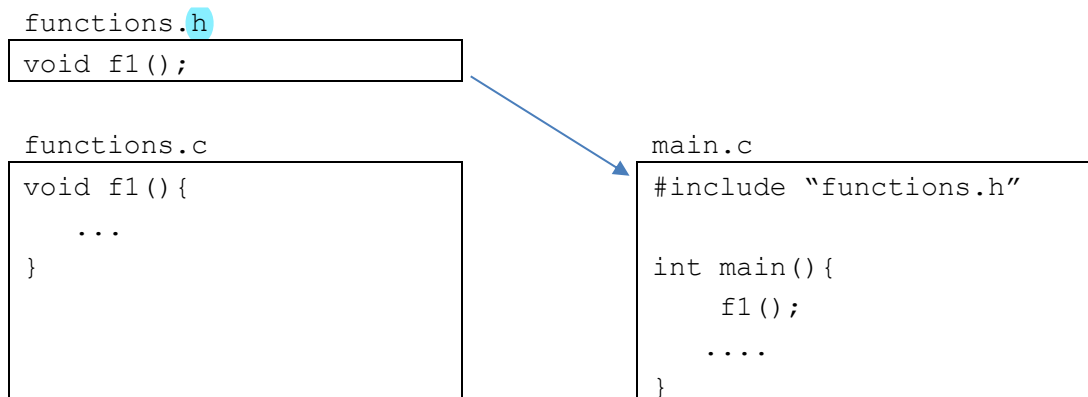 functions.h
void f1();
functions.c
void f1(){
...
}
main.c
#include “functions.h”
int main(){
f1();
....
}